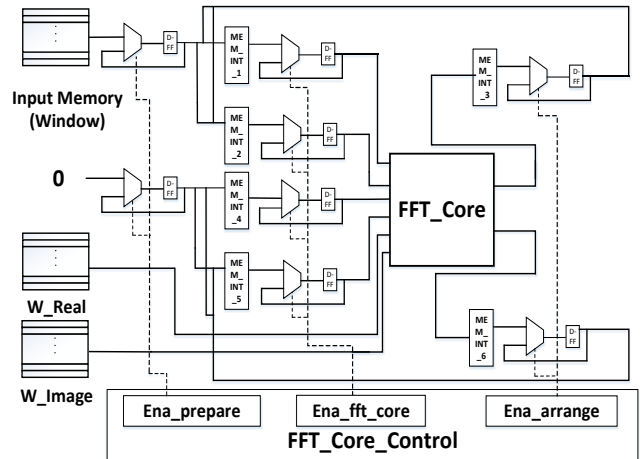 D-
FF
ME
M_
INT
_1
D-
FF
Input Memory
(Window)
ME
M_
INT
_2
D-
FF
ME
M_
INT
_3
D-
FF
0
D-
FF
ME
M_
INT
_4
D-
FF
FFT_Core
ME
M_
INT
_5
D-
FF
W_Real
ME
M_
INT
_6
D-
FF
W_Image
Ena_prepare
Ena_fft_core
Ena_arrange
FFT_Core_Control